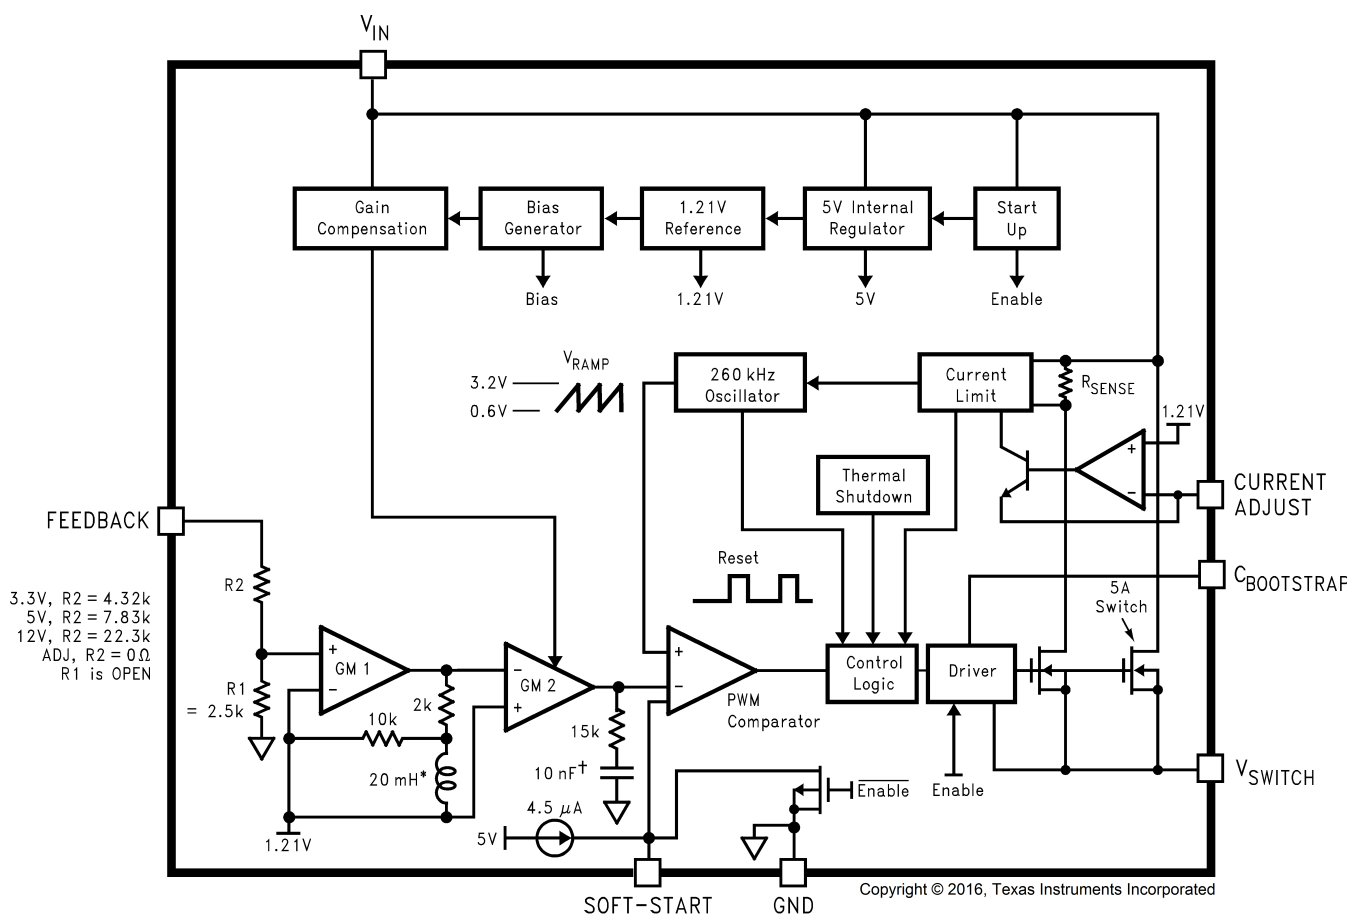 VIN
Gain
Compensation
Bias
Generator
1.21V
Reference
5V Internal
Regulator
Start
Up
Bias
1.21V
5V
Enable
VRAMP
3.2V
0.6V
260 kHz
Oscillator
Current
Limit
RSENSE
1.21V
+
−
Thermal
Shutdown
CURRENT
ADJUST
FEEDBACK
Reset
CBOOTSTRAP
5A
Switch
R2
3.3V, R2 = 4.32k
5V, R2 = 7.83k
12V, R2 = 22.3k
ADJ, R2 = 0Ω
R1 is OPEN
R1
= 2.5k
+
GM 1
−
−
GM 2
+
+
−
PWM
Comparator
Control
Logic
Driver
2k
10k
20 mH*
15k
10 nF†
Enable
Enable
VSWITCH
1.21V
5V
4.5 μA
SOFT-START
GND
Copyright © 2016, Texas Instruments Incorporated